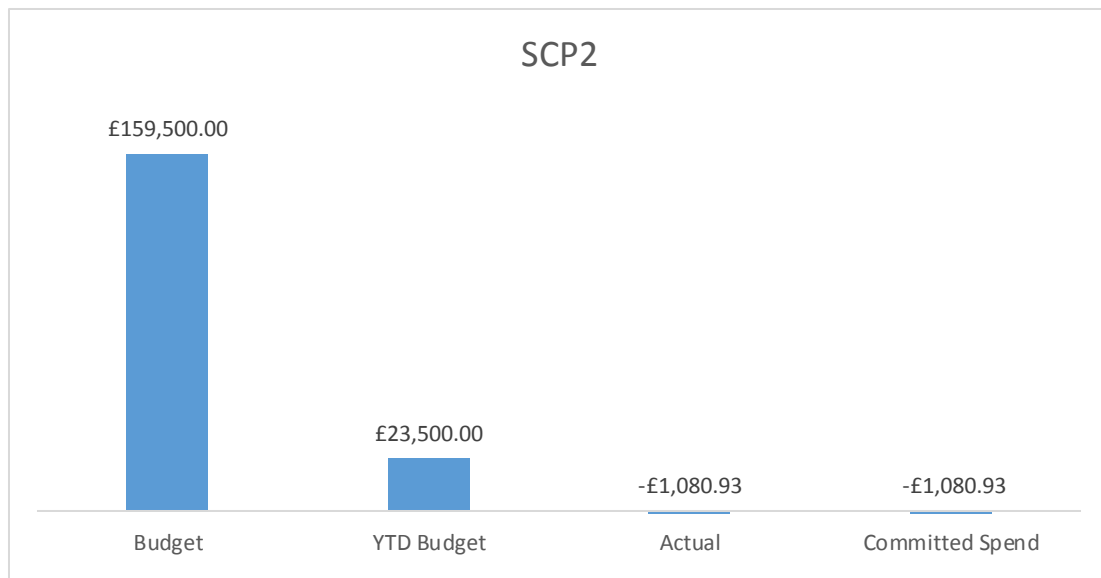 SCP2
£159,500.00
£23,500.00
-£1,080.93
-£1,080.93
Budget
YTD Budget
Actual
Committed Spend